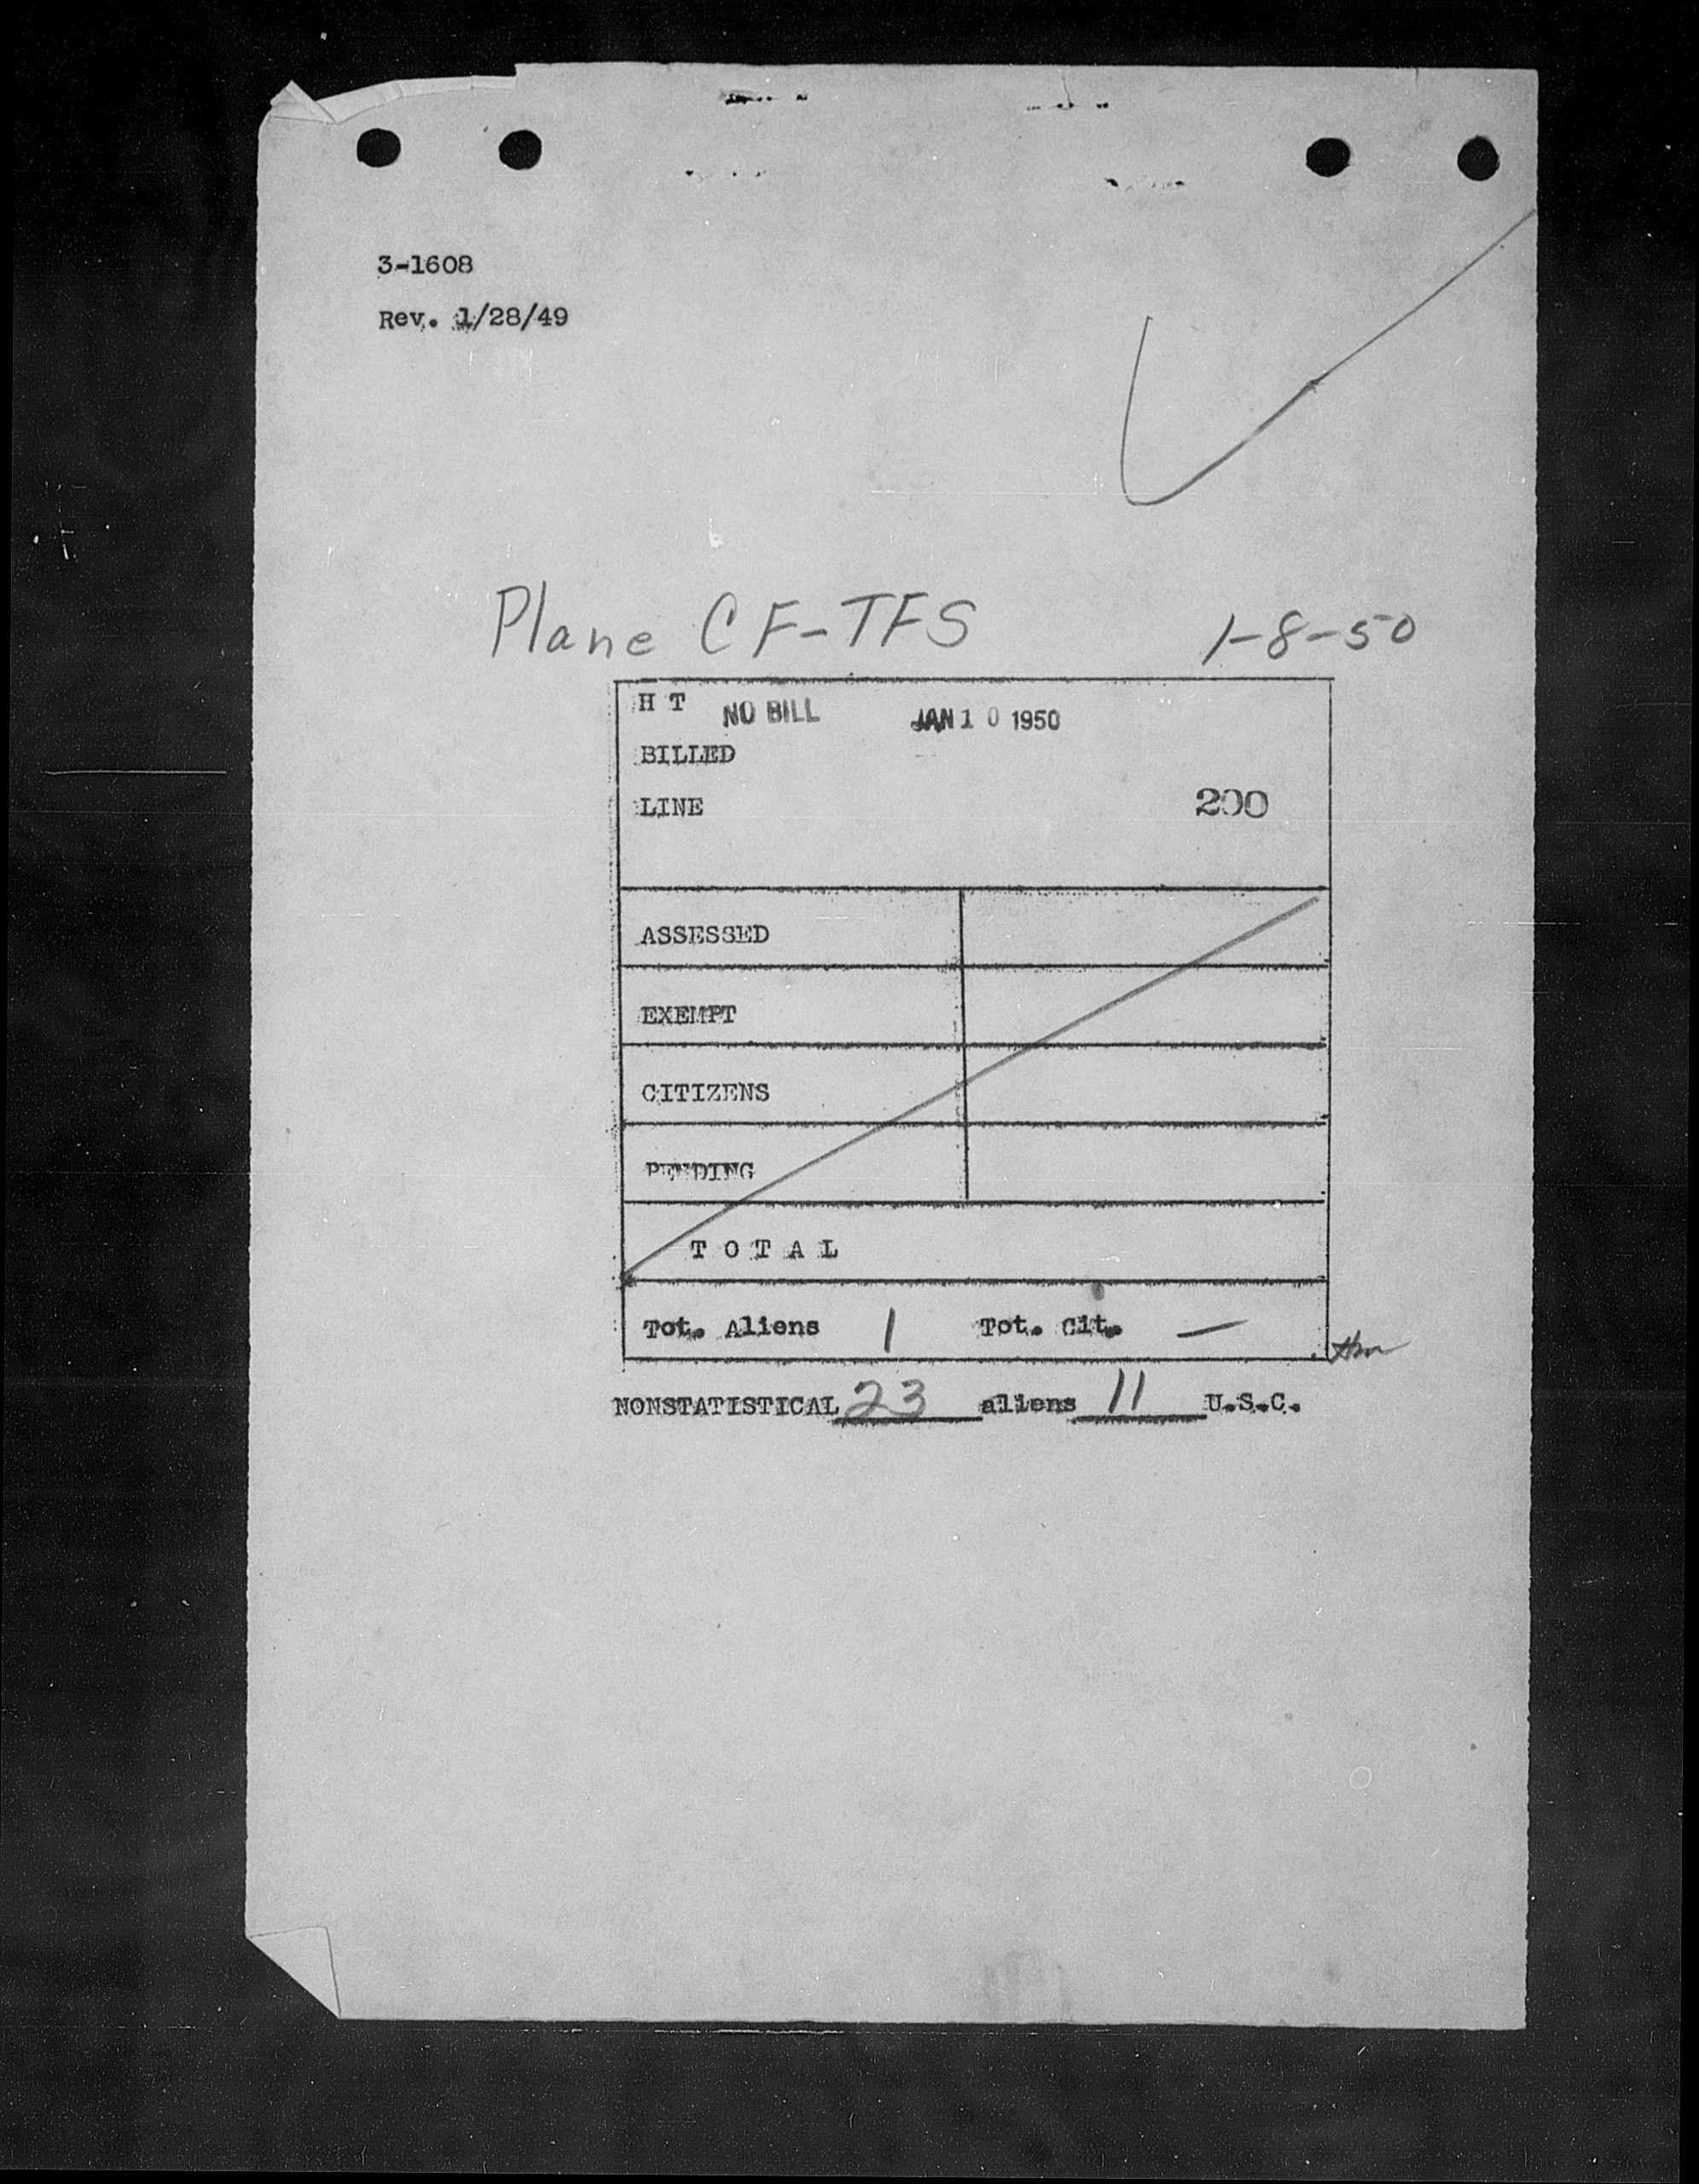 3-1608
Rev. 1/28/49
Plane CF-TFS 1-8-50
H T NO BILL JAN 10 1950
BILLED
LINE 200
ASSESSED
EXEMPT
CITIZENS
PENDING
T O T A L
Tot. Aliens 1 Tot. Cit. —
NONSTATISTICAL 23 aliens 11 U.S.C.